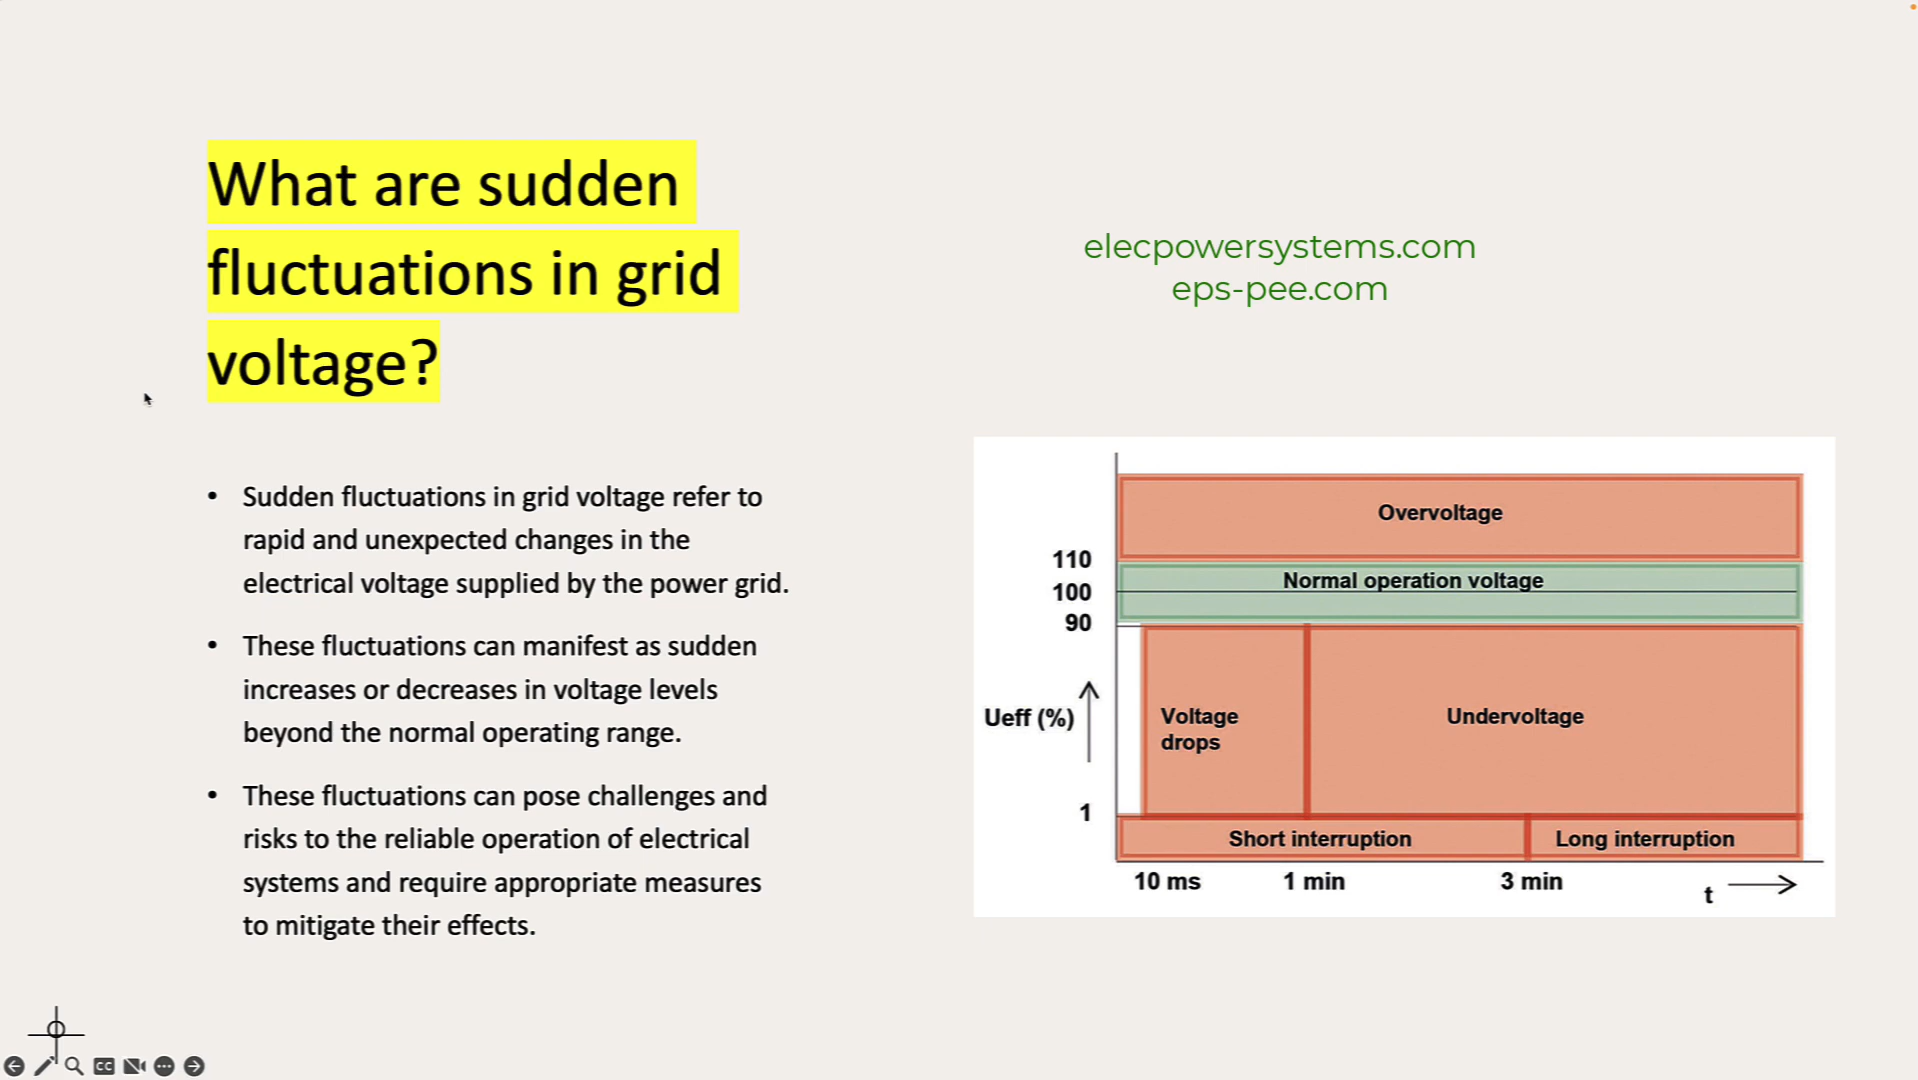 What are sudden
fluctuations in grid
voltage?
• Sudden fluctuations in grid voltage refer to
rapid and unexpected changes in the
electrical voltage supplied by the power grid.
• These fluctuations can manifest as sudden
increases or decreases in voltage levels
beyond the normal operating range.
• These fluctuations can pose challenges and
risks to the reliable operation of electrical
systems and require appropriate measures
to mitigate their effects.
elecpowersystems.com
eps-pee.com
Overvoltage
110
Normal operation voltage
100
90
Ueff (%)
Voltage
drops
Undervoltage
1
Short interruption
Long interruption
10 ms
1 min
3 min
t
CC